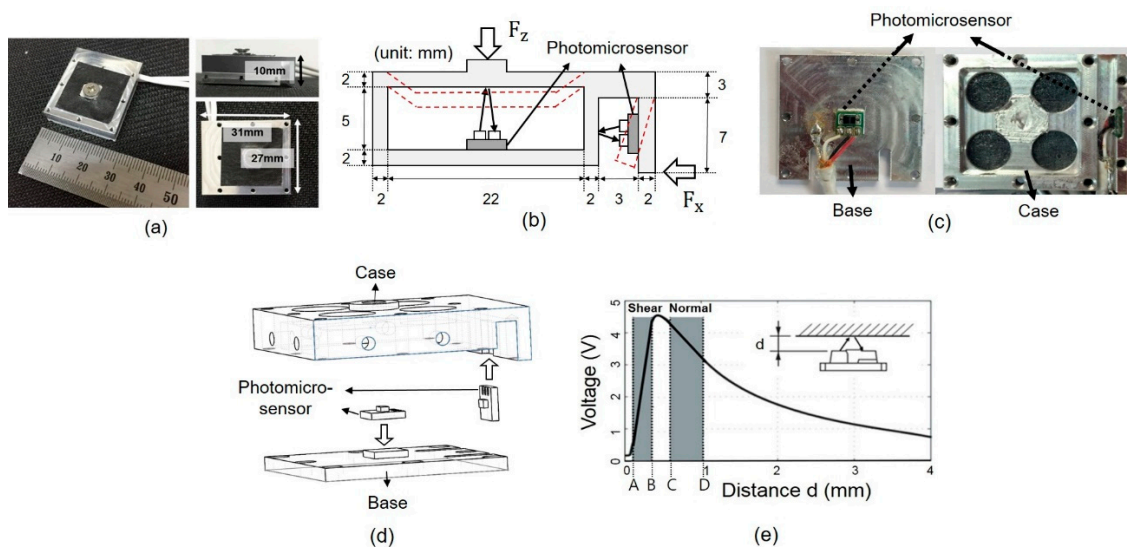 10mm
31mm
27mm
10 20 30 40 50
(a)
F_z
(unit: mm)
Photomicrosensor
2
5
2
3
7
2
22
2
3
2
F_x
(b)
Photomicrosensor
Base
Case
(c)
Case
Photomicro-
sensor
Base
(d)
Shear
Normal
d
Voltage (V)
5
4
3
2
1
0
0 1 2 3 4
A B C D
Distance d (mm)
(e)